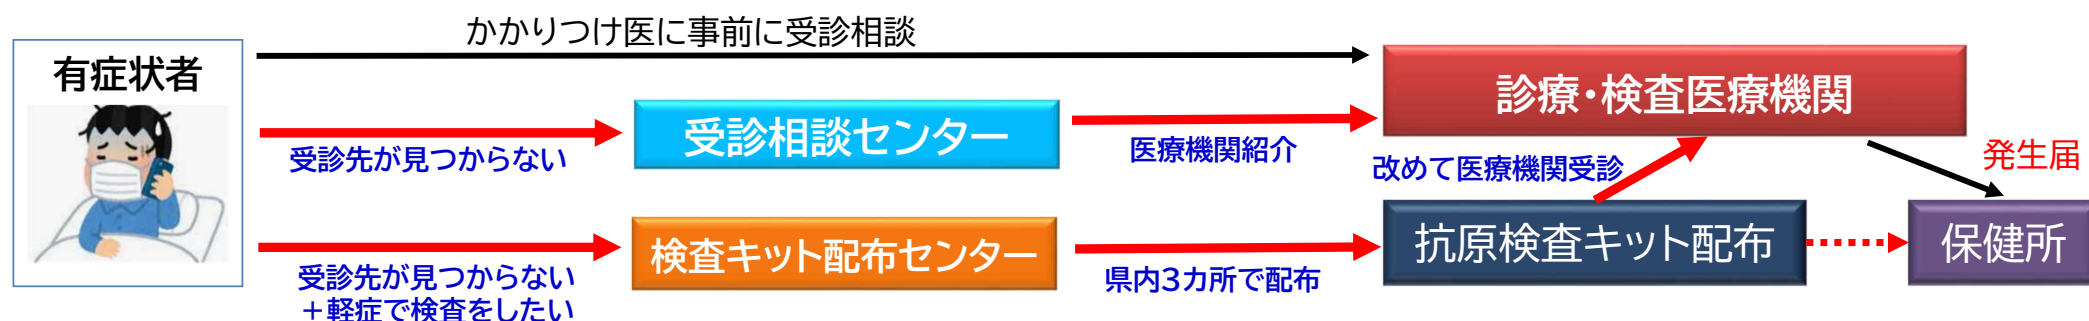 かかりつけ医に事前に受診相談
有症状者
診療・検査医療機関
受診相談センター
受診先が見つからない
医療機関紹介
改めて医療機関受診
発生届
検査キット配布センター
抗原検査キット配布
保健所
受診先が見つからない
＋軽症で検査をしたい
県内3カ所で配布